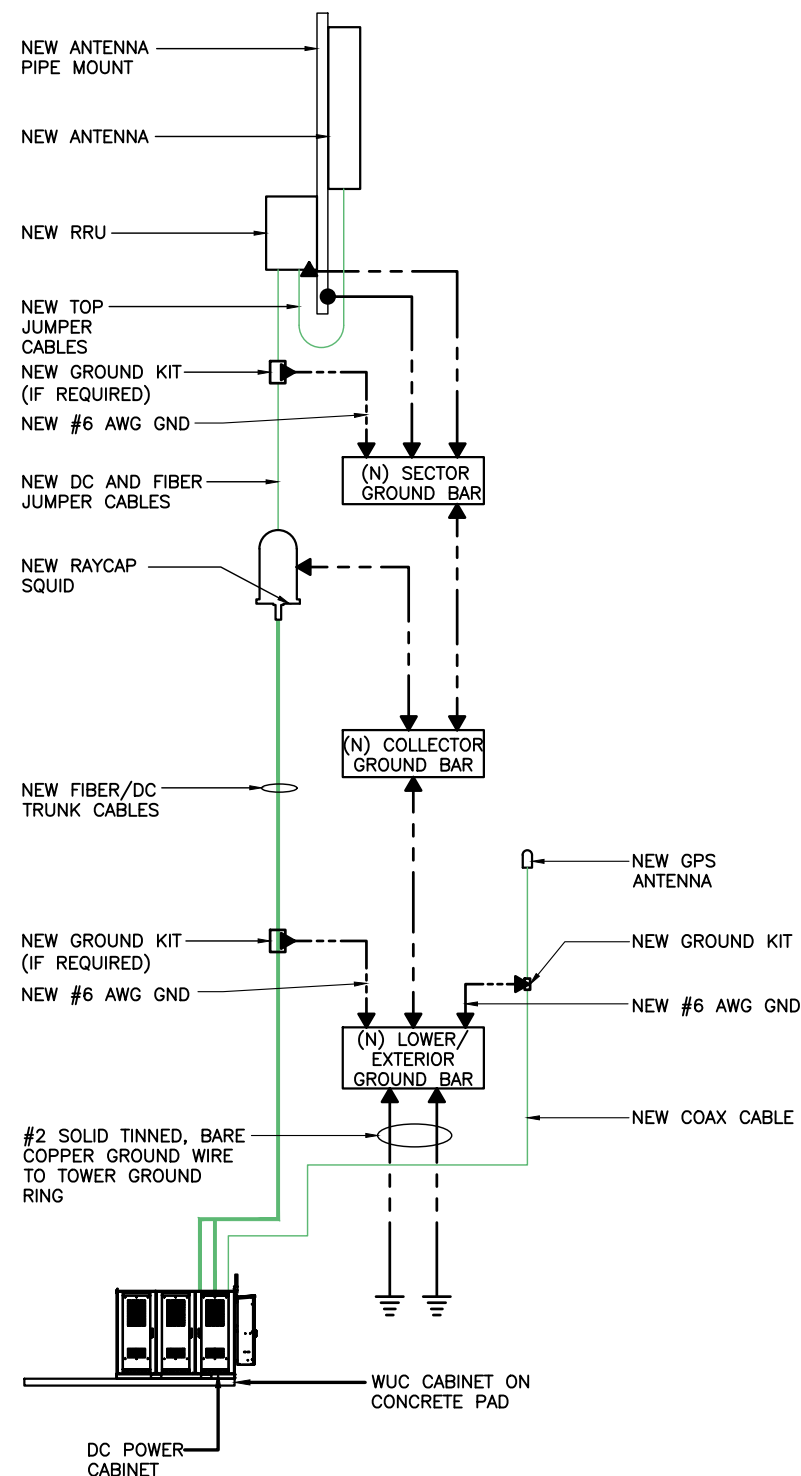 NEW ANTENNA
PIPE MOUNT
NEW ANTENNA
NEW RRU
NEW TOP
JUMPER
CABLES
NEW GROUND KIT
(IF REQUIRED)
NEW #6 AWG GND
(N) SECTOR
GROUND BAR
NEW DC AND FIBER
JUMPER CABLES
NEW RAYCAP
SQUID
(N) COLLECTOR
GROUND BAR
NEW FIBER/DC
TRUNK CABLES
NEW GPS
ANTENNA
NEW GROUND KIT
(IF REQUIRED)
NEW GROUND KIT
NEW #6 AWG GND
NEW #6 AWG GND
(N) LOWER/
EXTERIOR
GROUND BAR
NEW COAX CABLE
#2 SOLID TINNED, BARE
COPPER GROUND WIRE
TO TOWER GROUND
RING
WUC CABINET ON
CONCRETE PAD
DC POWER
CABINET